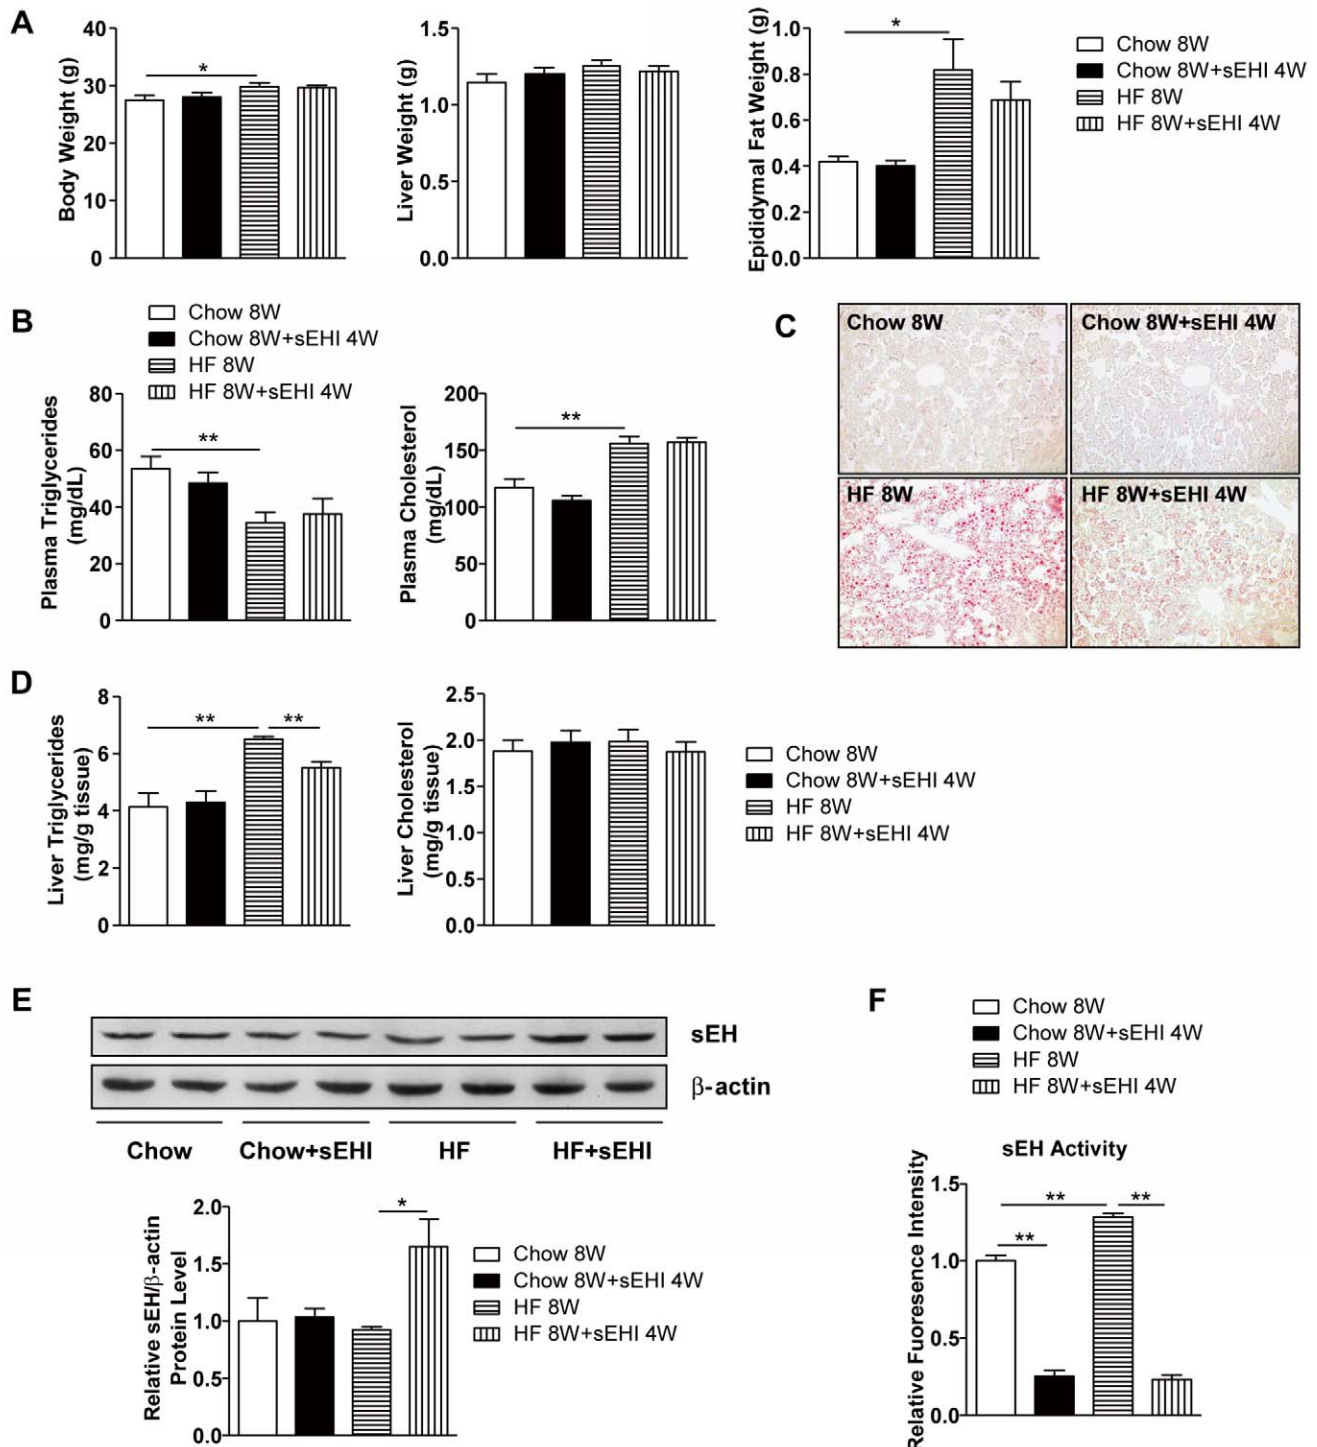 A
Body Weight (g)
40
30
20
10
0
*
Liver Weight (g)
1.5
1.0
0.5
0.0
Epididymal Fat Weight (g)
1.0
0.8
0.6
0.4
0.2
0.0
*
Chow 8W
Chow 8W+sEHI 4W
HF 8W
HF 8W+sEHI 4W
B
Chow 8W
Chow 8W+sEHI 4W
HF 8W
HF 8W+sEHI 4W
Plasma Triglycerides
(mg/dL)
80
60
40
20
0
**
Plasma Cholesterol
(mg/dL)
200
150
100
50
0
**
C
Chow 8W
Chow 8W+sEHI 4W
HF 8W
HF 8W+sEHI 4W
D
Liver Triglycerides
(mg/g tissue)
8
6
4
2
0
**
**
Liver Cholesterol
(mg/g tissue)
2.5
2.0
1.5
1.0
0.5
0.0
Chow 8W
Chow 8W+sEHI 4W
HF 8W
HF 8W+sEHI 4W
E
sEH
β-actin
Chow
Chow+sEHI
HF
HF+sEHI
Relative sEH/β-actin
Protein Level
2.0
1.5
1.0
0.5
0.0
*
Chow 8W
Chow 8W+sEHI 4W
HF 8W
HF 8W+sEHI 4W
F
Chow 8W
Chow 8W+sEHI 4W
HF 8W
HF 8W+sEHI 4W
sEH Activity
Relative Fuoresence Intensity
1.5
1.0
0.5
0.0
**
**
**